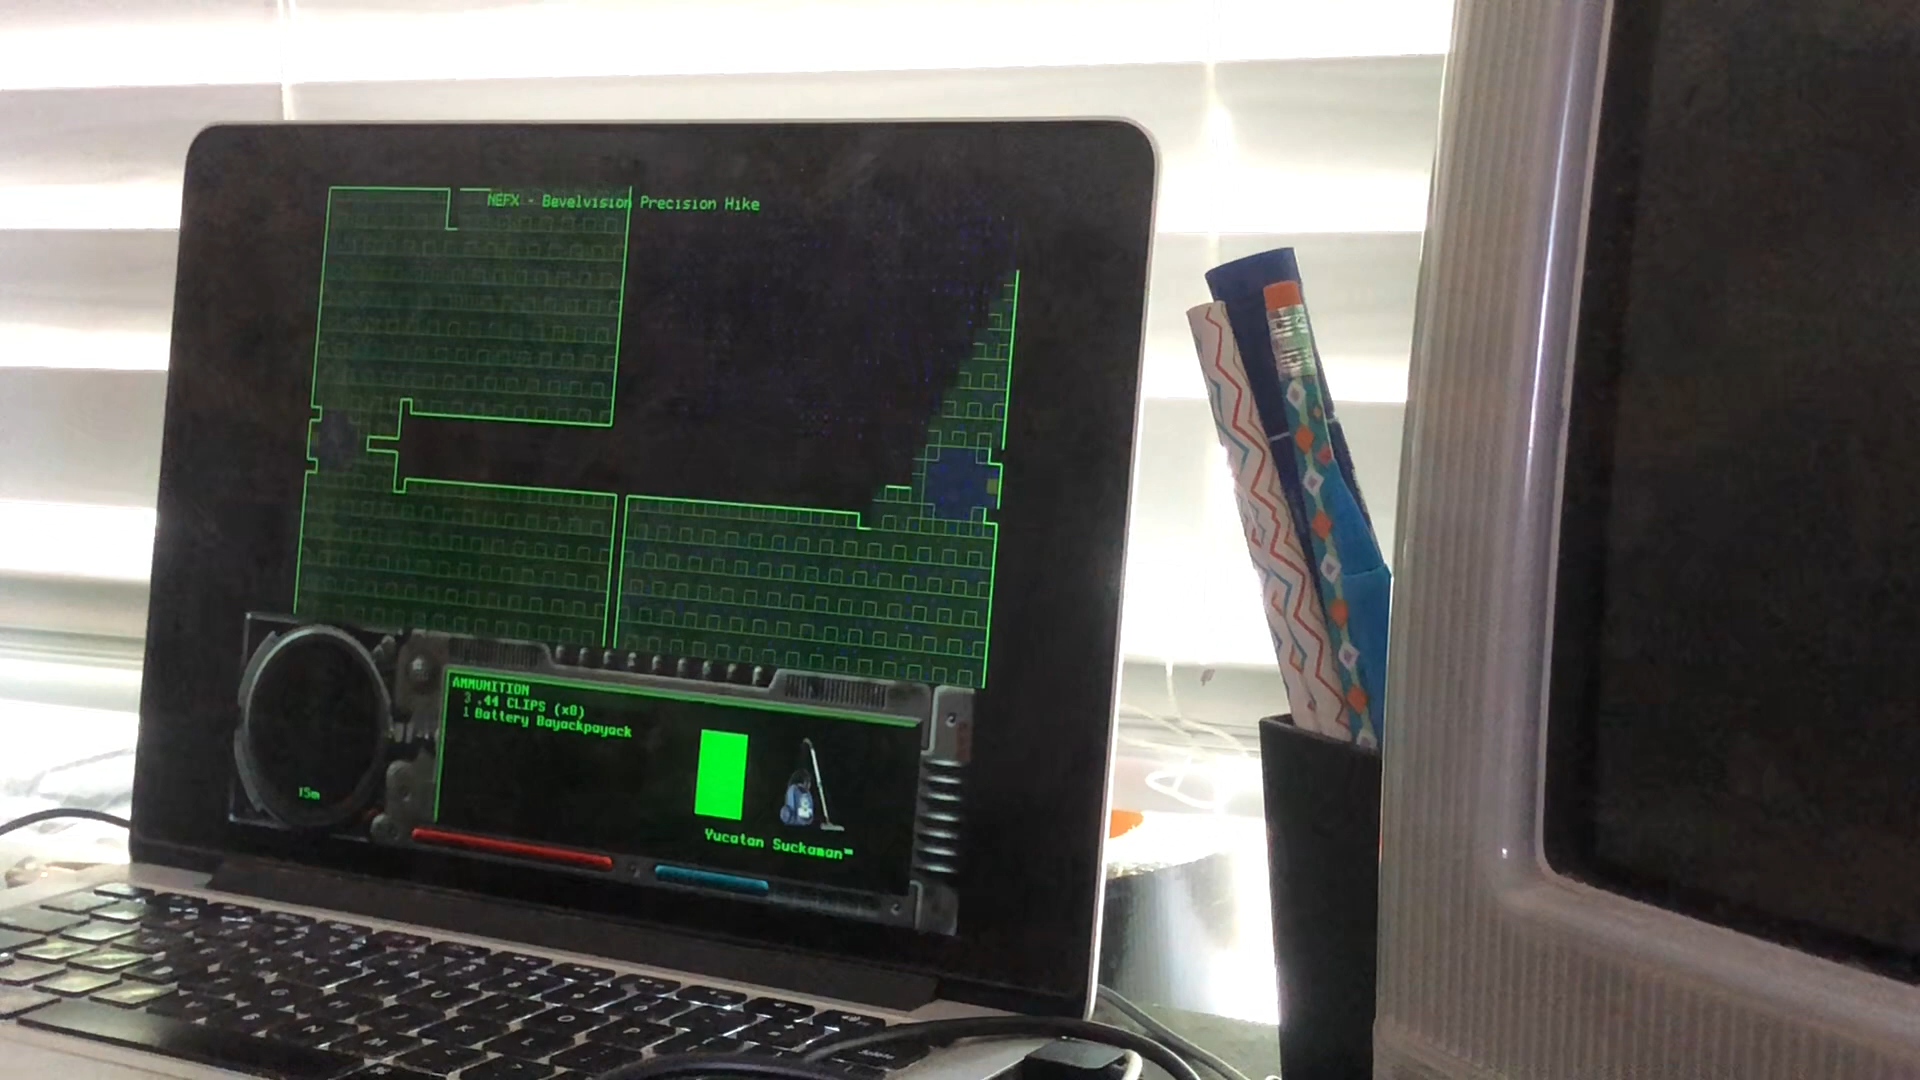 NEFX - Bevelvision Precision Hike
AMMUNITION
3 .44 CLIPS (x8)
1 Battery Bayackpayack
15m
Yucatan Suckaman™